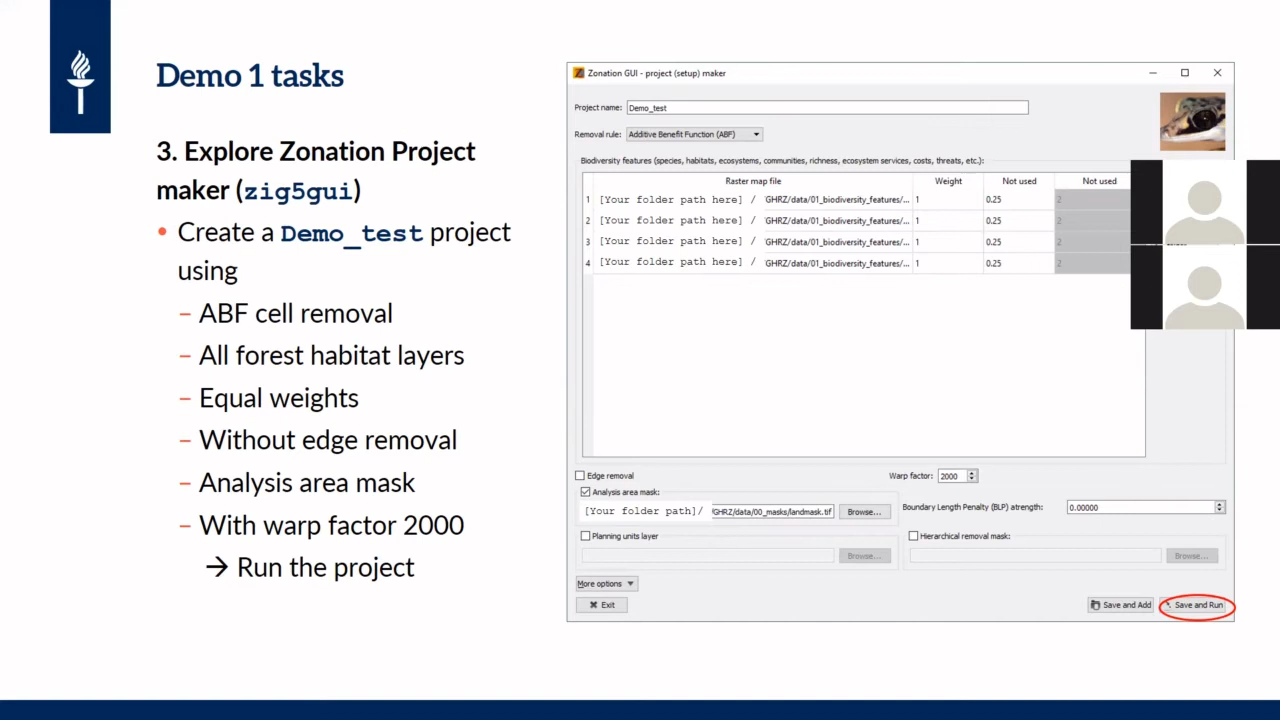 Demo 1 tasks
3. Explore Zonation Project
maker (zig5gui)
• Create a Demo_test project
using
– ABF cell removal
– All forest habitat layers
– Equal weights
– Without edge removal
– Analysis area mask
– With warp factor 2000
→ Run the project
Zonation GUI - project (setup) maker
Project name: Demo_test
Removal rule: Additive Benefit Function (ABF)
Biodiversity features (species, habitats, ecosystems, communities, richness, ecosystem services, costs, threats, etc.):
Raster map file Weight Not used Not used
1 [Your folder path here] / 'GHRZ/data/01_biodiversity_features/... 1 0.25 2
2 [Your folder path here] / 'GHRZ/data/01_biodiversity_features/... 1 0.25 2
3 [Your folder path here] / 'GHRZ/data/01_biodiversity_features/... 1 0.25 2
4 [Your folder path here] / 'GHRZ/data/01_biodiversity_features/... 1 0.25 2
Edge removal Warp factor: 2000
Analysis area mask:
[Your folder path]/ 'GHRZ/data/00_masks/landmask.tif Browse... Boundary Length Penalty (BLP) atrength: 0.00000
Planning units layer Hierarchical removal mask:
Browse... Browse...
More options
Exit Save and Add Save and Run